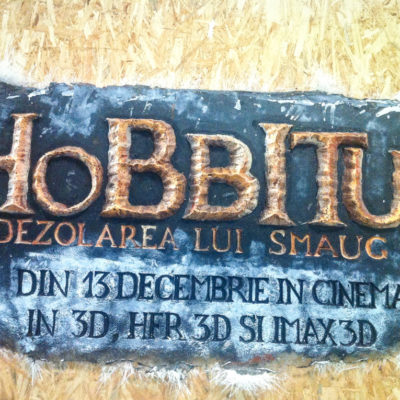 HOBBITU
DEZOLAREA LUI SMAUG
DIN 13 DECEMBRIE IN CINEMA
IN 3D, HFR 3D SI IMAX 3D